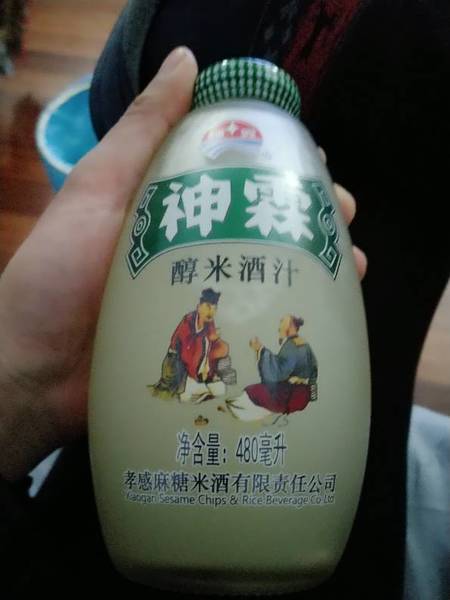 神霖
醇米酒汁
净含量：480毫升
孝感麻糖米酒有限责任公司
Xiaogan Sesame Chips & Rice Beverage Co.Ltd